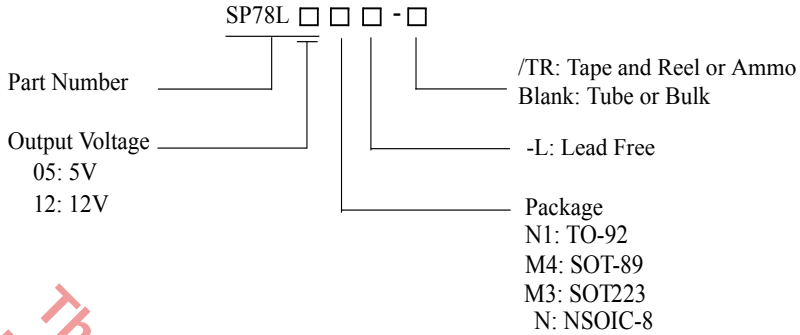 SP78L □ □ □ - □
/TR: Tape and Reel or Ammo
Part Number
Blank: Tube or Bulk
Output Voltage
-L: Lead Free
05: 5V
12: 12V
Package
N1: TO-92
M4: SOT-89
M3: SOT223
N: NSOIC-8
Th